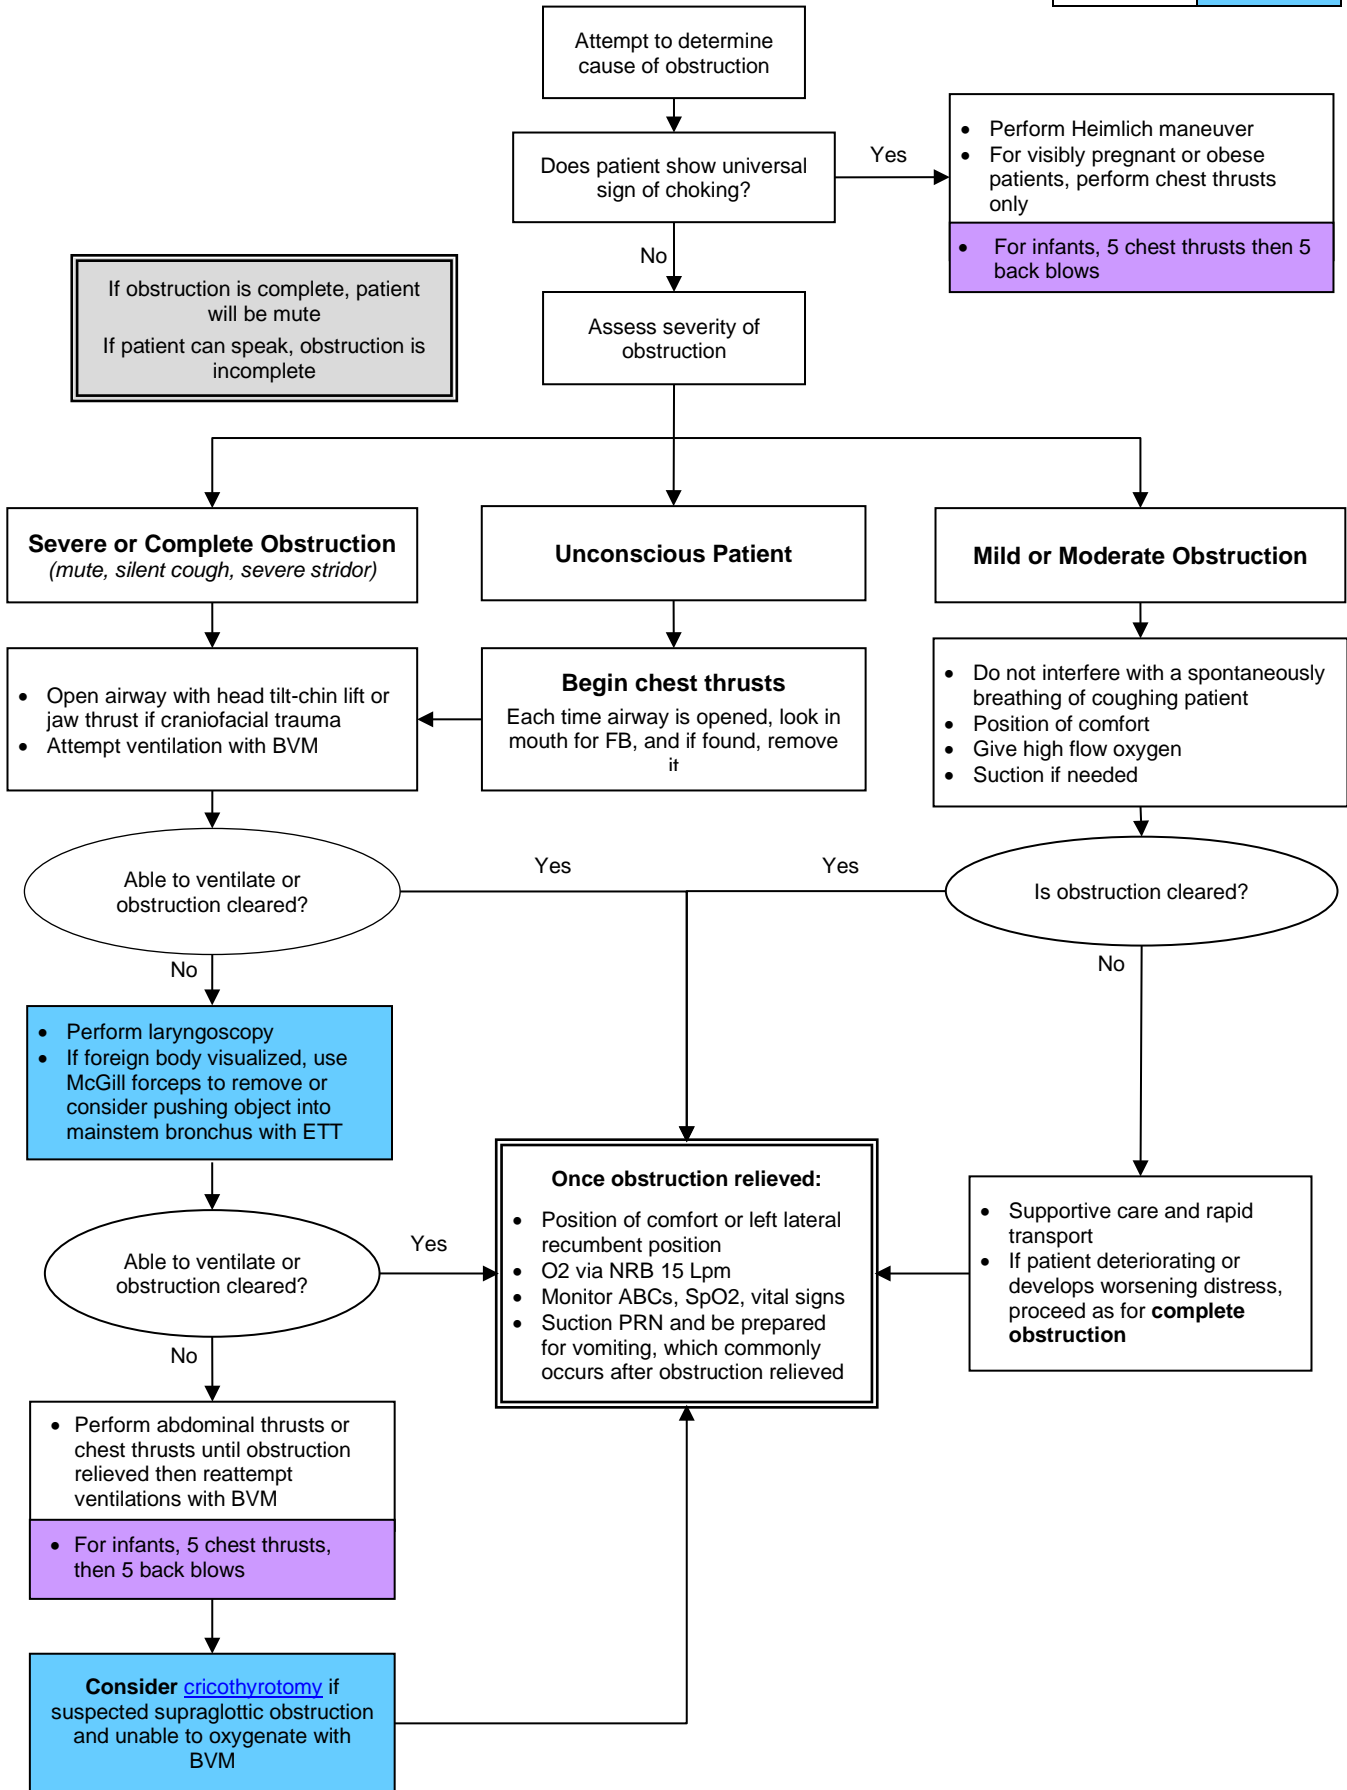 Attempt to determine
cause of obstruction
Does patient show universal
sign of choking?
Yes
• Perform Heimlich maneuver
• For visibly pregnant or obese
patients, perform chest thrusts
only
• For infants, 5 chest thrusts then 5
back blows
No
If obstruction is complete, patient
will be mute
If patient can speak, obstruction is
incomplete
Assess severity of
obstruction
Severe or Complete Obstruction
(mute, silent cough, severe stridor)
Unconscious Patient
Mild or Moderate Obstruction
• Open airway with head tilt-chin lift or
jaw thrust if craniofacial trauma
• Attempt ventilation with BVM
Begin chest thrusts
Each time airway is opened, look in
mouth for FB, and if found, remove
it
• Do not interfere with a spontaneously
breathing of coughing patient
• Position of comfort
• Give high flow oxygen
• Suction if needed
Able to ventilate or
obstruction cleared?
Yes
Yes
Is obstruction cleared?
No
No
• Perform laryngoscopy
• If foreign body visualized, use
McGill forceps to remove or
consider pushing object into
mainstem bronchus with ETT
Able to ventilate or
obstruction cleared?
Yes
Once obstruction relieved:
• Position of comfort or left lateral
recumbent position
• O2 via NRB 15 Lpm
• Monitor ABCs, SpO2, vital signs
• Suction PRN and be prepared
for vomiting, which commonly
occurs after obstruction relieved
• Supportive care and rapid
transport
• If patient deteriorating or
develops worsening distress,
proceed as for complete
obstruction
No
• Perform abdominal thrusts or
chest thrusts until obstruction
relieved then reattempt
ventilations with BVM
• For infants, 5 chest thrusts,
then 5 back blows
Consider cricothyrotomy if
suspected supraglottic obstruction
and unable to oxygenate with
BVM